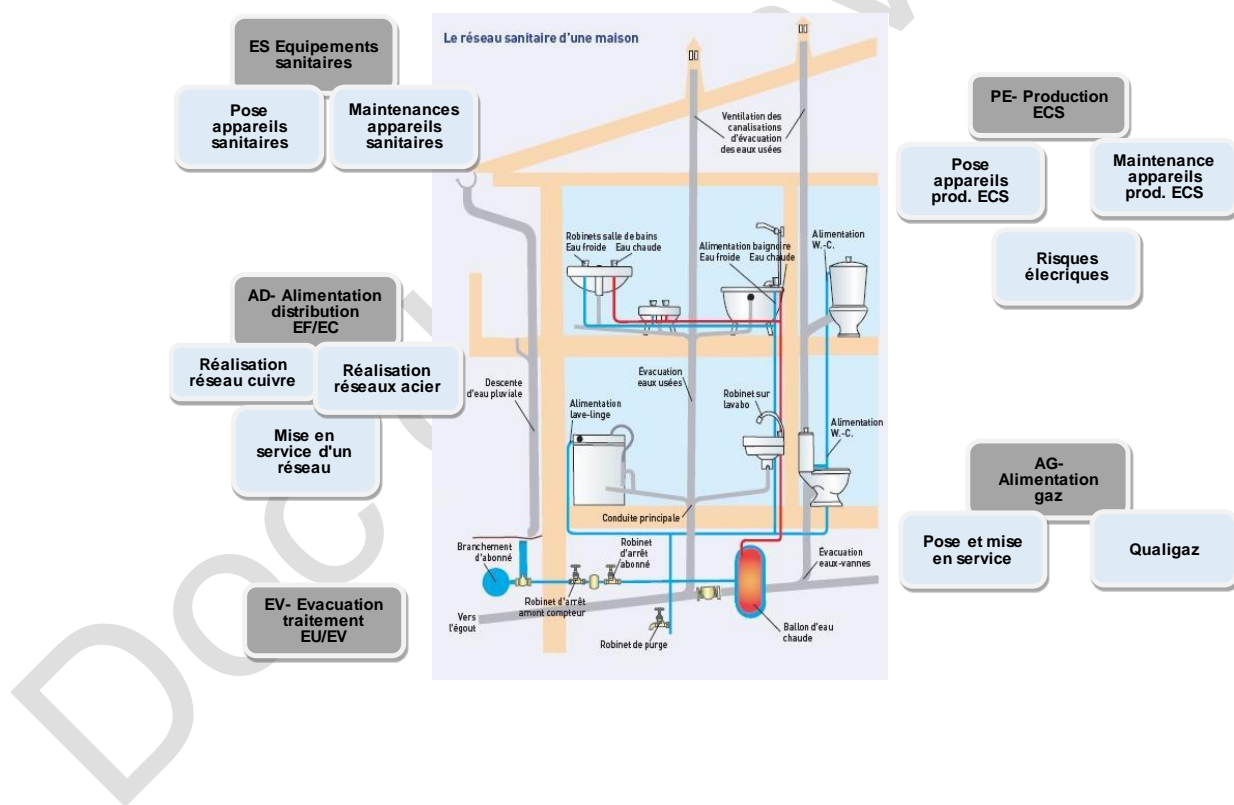 ES Equipements
sanitaires
Pose
appareils
sanitaires
Maintenances
appareils
sanitaires
AD- Alimentation
distribution
EF/EC
Réalisation
réseau cuivre
Réalisation
réseaux acier
Mise en
service d'un
réseau
EV- Evacuation
traitement
EU/EV
Le réseau sanitaire d'une maison
Ventilation des
canalisations
d'évacuation
des eaux usées
Robinets salle de bains
Eau froide Eau chaude
Alimentation baignoire
Eau froide Eau chaude
Alimentation
W.-C.
Descente
d'eau pluviale
Évacuation
eaux usées
Robinet sur
lavabo
Alimentation
lave-linge
Alimentation
W.-C.
Conduite principale
Branchement
d'abonné
Robinet
d'arrêt
abonné
Évacuation
eaux-vannes
Robinet d'arrêt
amont compteur
Vers
l'égout
Robinet de purge
Ballon d'eau
chaude
PE- Production
ECS
Pose
appareils
prod. ECS
Maintenance
appareils
prod. ECS
Risques
élecriques
AG-
Alimentation
gaz
Pose et mise
en service
Qualigaz